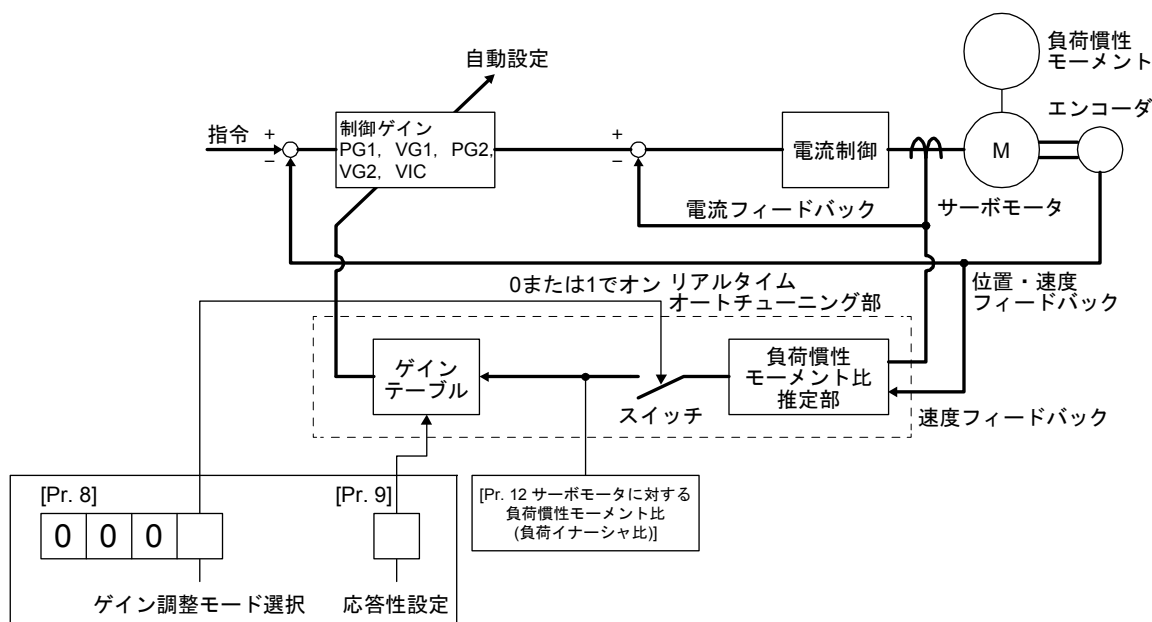 負荷慣性
モーメント
自動設定
エンコーダ
指令
+
−
制御ゲイン
PG1, VG1, PG2,
VG2, VIC
+
−
電流制御
M
電流フィードバック
サーボモータ
0または1でオン
リアルタイム
オートチューニング部
位置・速度
フィードバック
ゲイン
テーブル
スイッチ
負荷慣性
モーメント比
推定部
速度フィードバック
[Pr. 8]
0 0 0
ゲイン調整モード選択
[Pr. 9]
応答性設定
[Pr. 12 サーボモータに対する
負荷慣性モーメント比
(負荷イナーシャ比)]